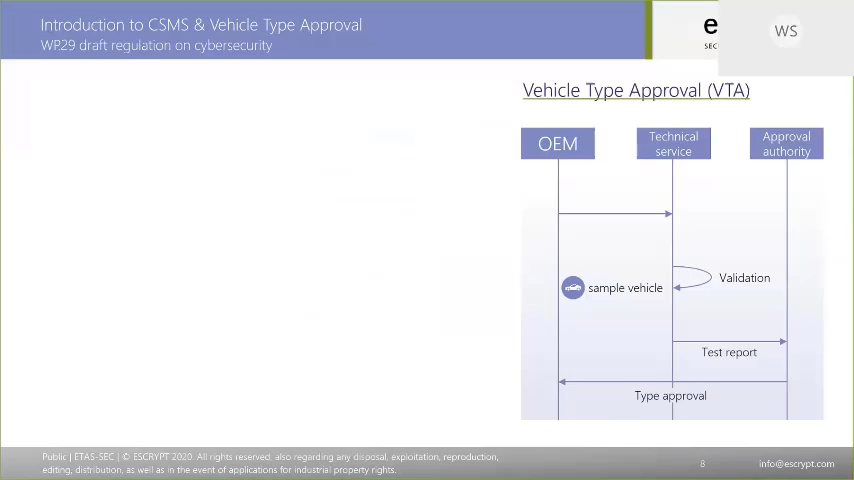 Introduction to CSMS & Vehicle Type Approval
WP.29 draft regulation on cybersecurity
WS
Vehicle Type Approval (VTA)
OEM
Technical
service
Approval
authority
Validation
sample vehicle
Test report
Type approval
Public | ETAS-SEC | © ESCRYPT 2020. All rights reserved, also regarding any disposal, exploitation, reproduction,
editing, distribution, as well as in the event of applications for industrial property rights.
8
info@escrypt.com